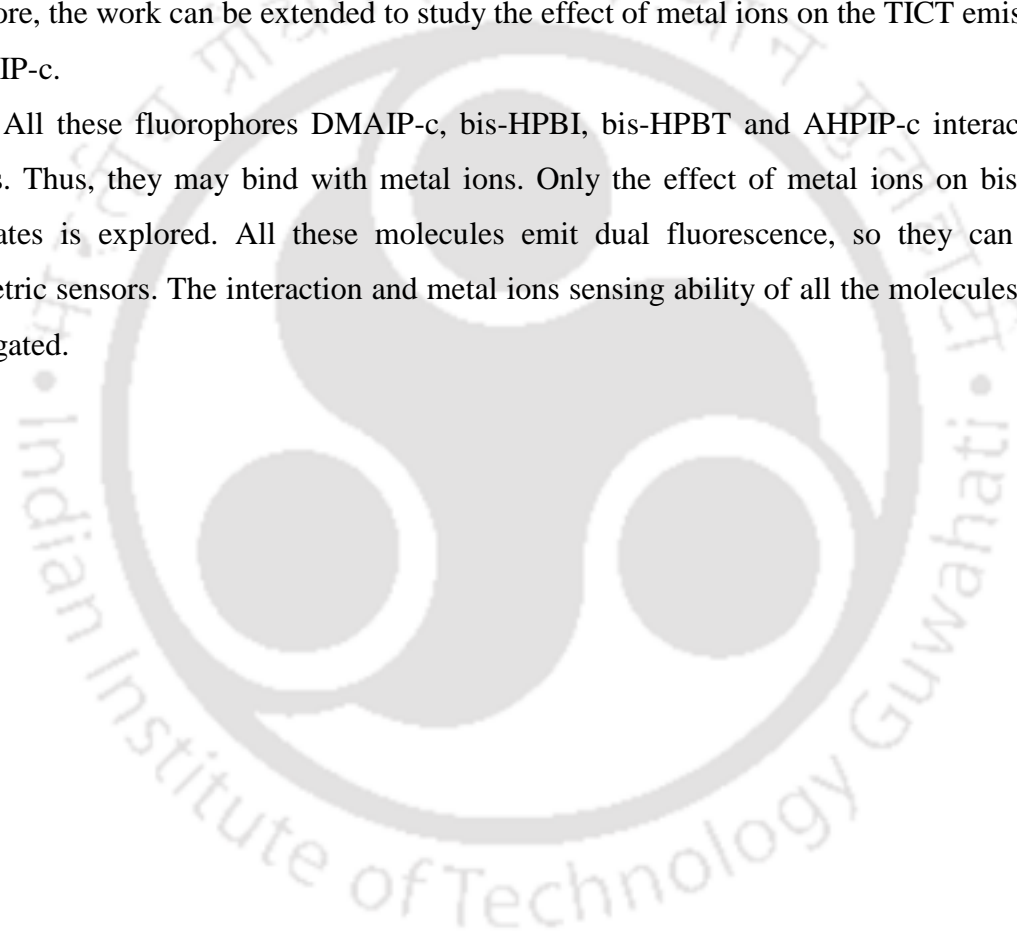 ore, the work can be extended to study the effect of metal ions on the TICT emis
IP-c.
All these fluorophores DMAIP-c, bis-HPBI, bis-HPBT and AHPIP-c interac
s. Thus, they may bind with metal ions. Only the effect of metal ions on bis
ates is explored. All these molecules emit dual fluorescence, so they can
etric sensors. The interaction and metal ions sensing ability of all the molecules
gated.
Indian Institute of Technology Guwahati